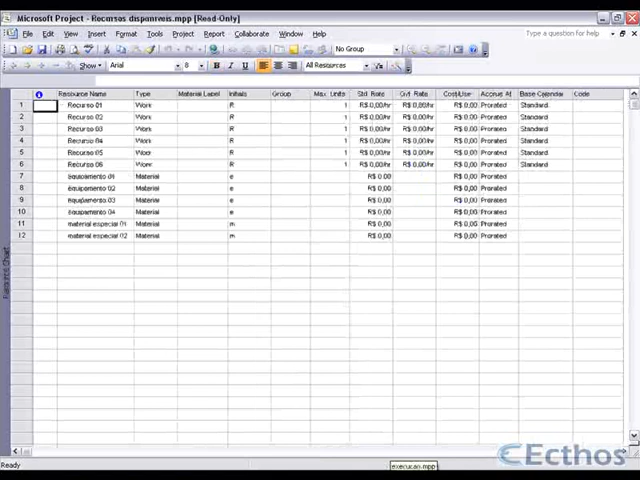 Microsoft Project - Recursos disponiveis.mpp [Read-Only]
File Edit View Insert Format Tools Project Report Collaborate Window Help Type a question for help
No Group
Show Arial 8 B I U All Resources
Resource Name Type Material Label Initials Group Max. Units Std. Rate Ovt. Rate Cost/Use Accrue At Base Calendar Code
1 Recurso 01 Work R 1 R$ 0,00/hr R$ 0,00/hr R$ 0,00 Prorated Standard
2 Recurso 02 Work R 1 R$ 0,00/hr R$ 0,00/hr R$ 0,00 Prorated Standard
3 Recurso 03 Work R 1 R$ 0,00/hr R$ 0,00/hr R$ 0,00 Prorated Standard
4 Recurso 04 Work R 1 R$ 0,00/hr R$ 0,00/hr R$ 0,00 Prorated Standard
5 Recurso 05 Work R 1 R$ 0,00/hr R$ 0,00/hr R$ 0,00 Prorated Standard
6 Recurso 06 Work R 1 R$ 0,00/hr R$ 0,00/hr R$ 0,00 Prorated Standard
7 Equipamento 01 Material e R$ 0,00 R$ 0,00 Prorated
8 équipamento 02 Material e R$ 0,00 R$ 0,00 Prorated
9 équipamento 03 Material e R$ 0,00 R$ 0,00 Prorated
10 équipamento 04 Material e R$ 0,00 R$ 0,00 Prorated
11 material especial 01 Material m R$ 0,00 R$ 0,00 Prorated
12 material especial 02 Material m R$ 0,00 R$ 0,00 Prorated
Resource Chart
Ready
execucao.mpp
Ecthos